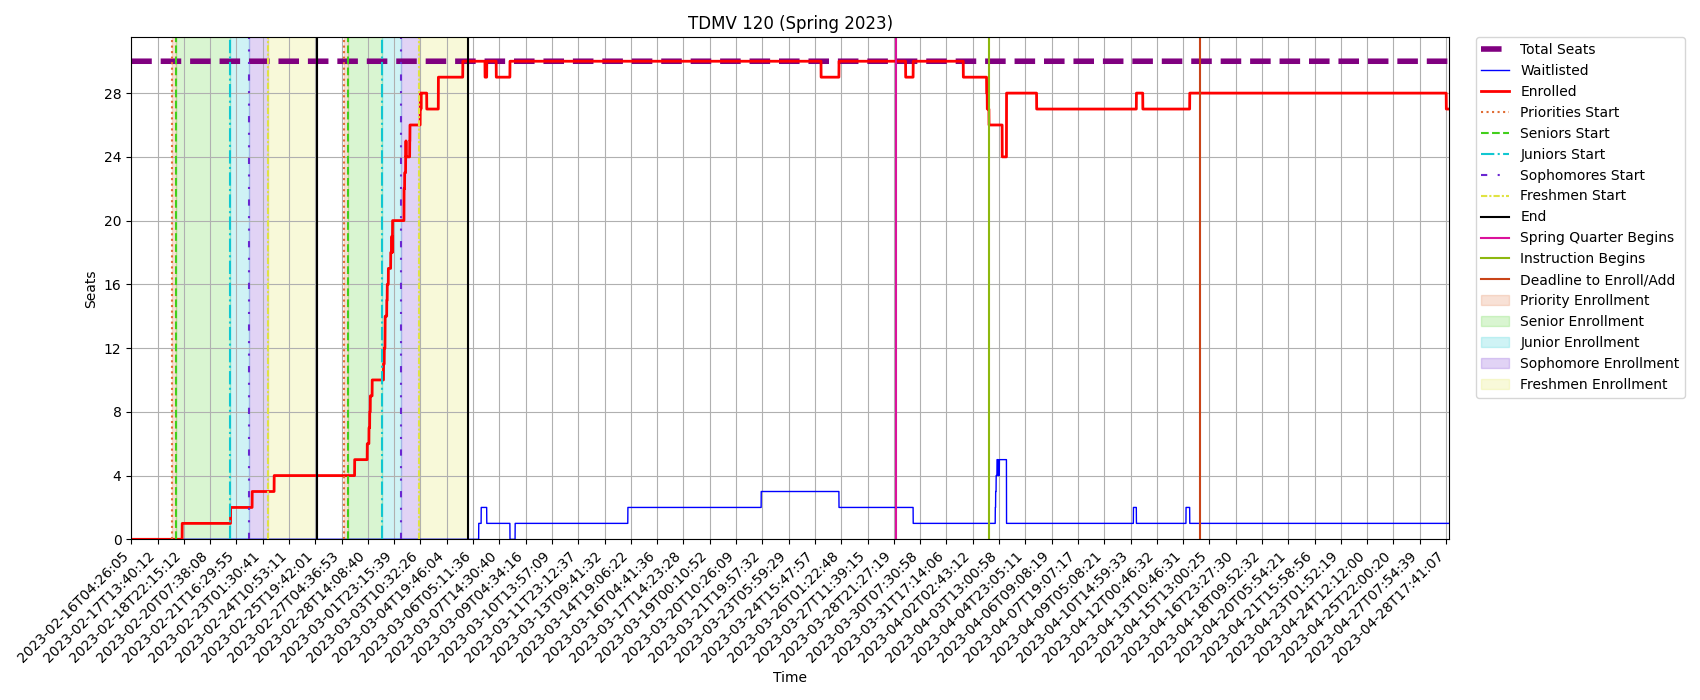 TDMV 120 (Spring 2023)
Seats
28
24
20
16
12
8
4
0
2023-02-16T04:26:05
2023-02-17T13:40:12
2023-02-18T22:15:12
2023-02-20T07:38:08
2023-02-21T16:29:55
2023-02-23T01:30:41
2023-02-24T10:53:11
2023-02-25T19:42:01
2023-02-27T04:36:53
2023-02-28T14:08:40
2023-03-01T23:15:39
2023-03-03T10:32:26
2023-03-04T19:46:04
2023-03-06T05:11:36
2023-03-07T14:30:40
2023-03-09T04:34:16
2023-03-10T13:57:09
2023-03-11T23:12:37
2023-03-13T09:41:32
2023-03-14T19:06:22
2023-03-16T04:41:36
2023-03-17T14:23:28
2023-03-19T00:10:52
2023-03-20T10:26:09
2023-03-21T19:57:32
2023-03-23T05:59:29
2023-03-24T15:47:57
2023-03-26T01:22:48
2023-03-27T11:39:15
2023-03-28T21:27:19
2023-03-30T07:30:58
2023-03-31T17:14:06
2023-04-02T02:43:12
2023-04-03T13:00:58
2023-04-04T23:05:11
2023-04-06T09:08:19
2023-04-07T19:07:17
2023-04-09T05:08:21
2023-04-10T14:59:33
2023-04-12T00:46:32
2023-04-13T10:46:31
2023-04-15T13:00:25
2023-04-16T23:27:30
2023-04-18T09:52:32
2023-04-20T05:54:21
2023-04-21T15:58:56
2023-04-23T01:52:19
2023-04-24T12:12:00
2023-04-25T22:00:20
2023-04-27T07:54:39
2023-04-28T17:41:07
Time
Total Seats
Waitlisted
Enrolled
Priorities Start
Seniors Start
Juniors Start
Sophomores Start
Freshmen Start
End
Spring Quarter Begins
Instruction Begins
Deadline to Enroll/Add
Priority Enrollment
Senior Enrollment
Junior Enrollment
Sophomore Enrollment
Freshmen Enrollment